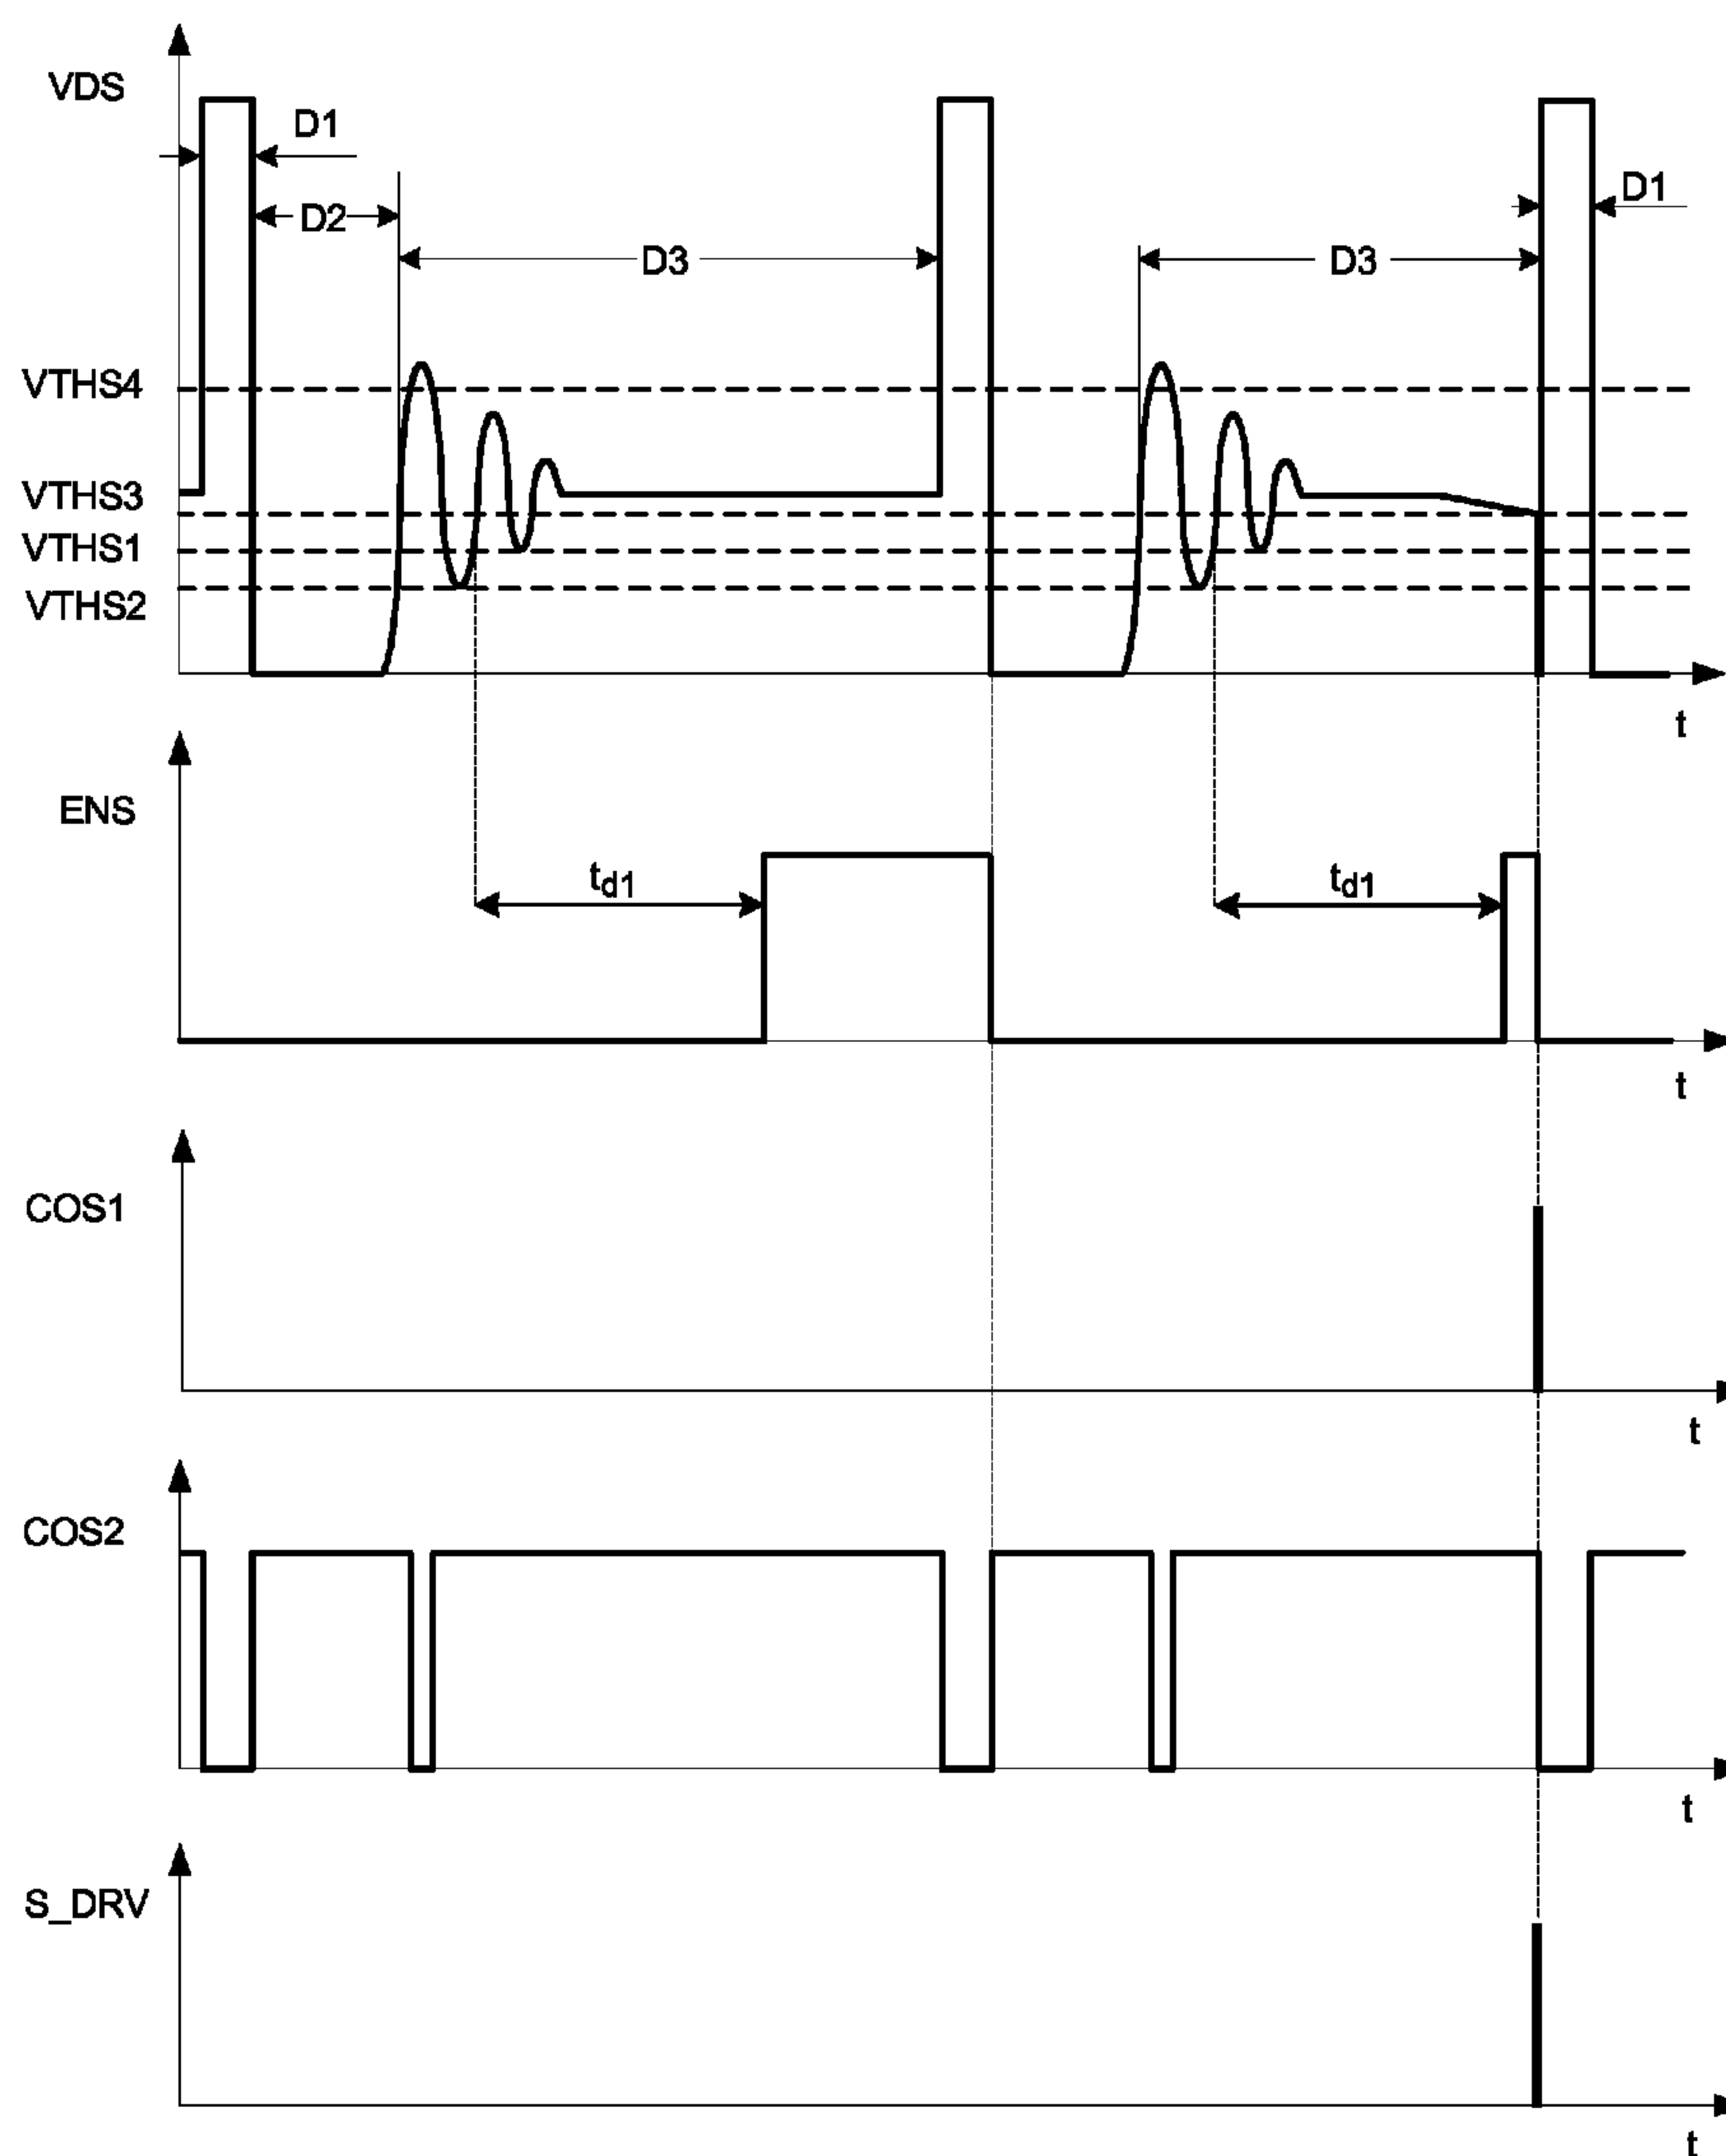 VDS
D1
D2
D1
D3
D3
VTHS4
VTHS3
VTHS1
VTHS2
t
ENS
td1
td1
t
COS1
t
COS2
t
S_DRV
t